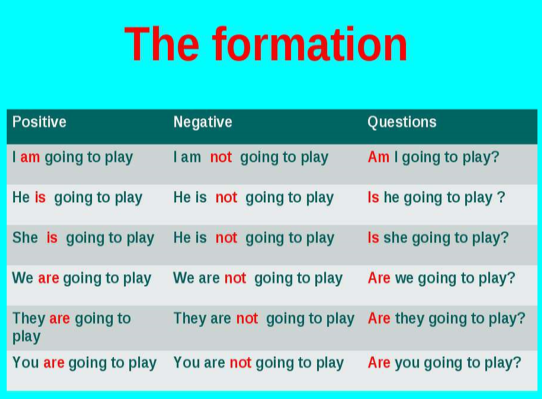 The formation
Positive Negative Questions
I am going to play I am not going to play Am I going to play?
He is going to play He is not going to play Is he going to play ?
She is going to play He is not going to play Is she going to play?
We are going to play We are not going to play Are we going to play?
They are going to They are not going to play Are they going to play?
play
You are going to play You are not going to play Are you going to play?